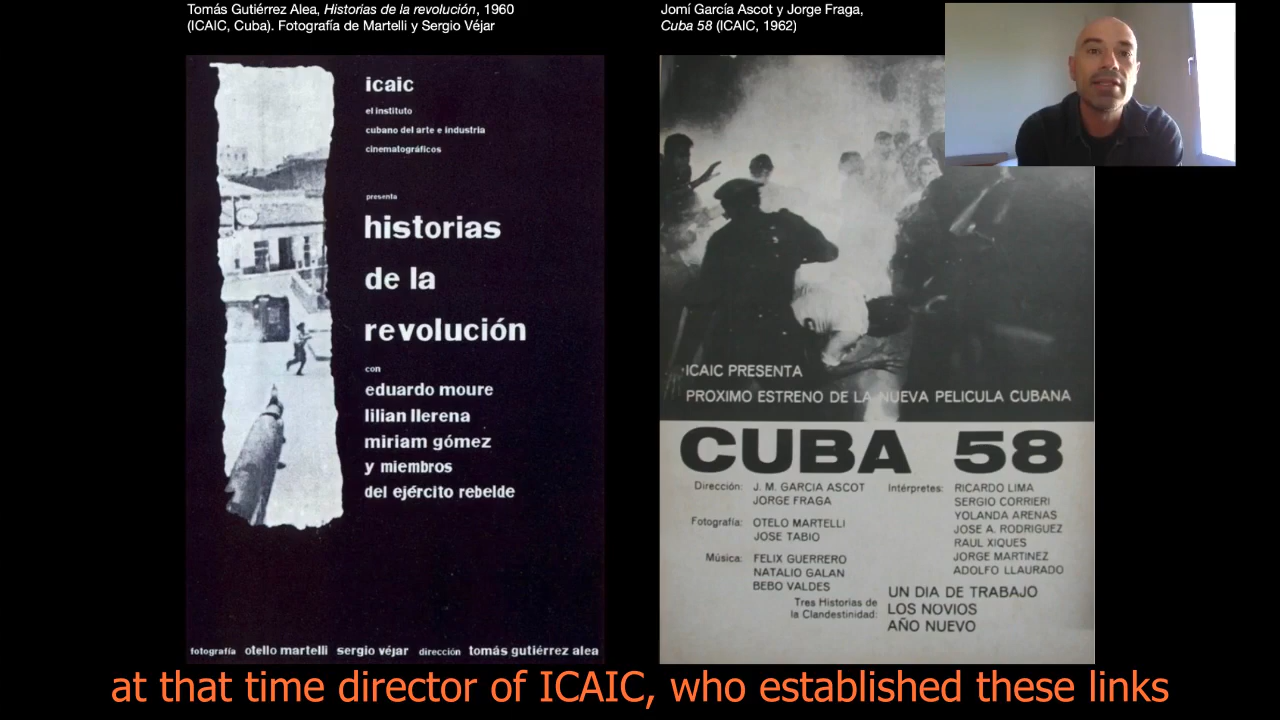 Tomás Gutiérrez Alea, Historias de la revolución, 1960
(ICAIC, Cuba). Fotografía de Martelli y Sergio Véjar
icaic
el instituto
cubano del arte e industria
cinematográficos
presenta
historias
de la
revolución
con
eduardo moure
lilian llerena
miriam gómez
y miembros
del ejército rebelde
fotografía otello martelli sergio véjar dirección tomás gutiérrez alea
Jomí García Ascot y Jorge Fraga,
Cuba 58 (ICAIC, 1962)
ICAIC PRESENTA
PROXIMO ESTRENO DE LA NUEVA PELICULA CUBANA
CUBA 58
Dirección: J. M. GARCIA ASCOT
JORGE FRAGA
Fotografía: OTELO MARTELLI
JOSE TABIO
Música: FELIX GUERRERO
NATALIO GALAN
BEBO VALDES
Intérpretes: RICARDO LIMA
SERGIO CORRIERI
YOLANDA ARENAS
JOSE A. RODRIGUEZ
RAUL XIQUES
JORGE MARTINEZ
ADOLFO LLAURADO
Tres Historias de
la Clandestinidad:
UN DIA DE TRABAJO
LOS NOVIOS
AÑO NUEVO
at that time director of ICAIC, who established these links